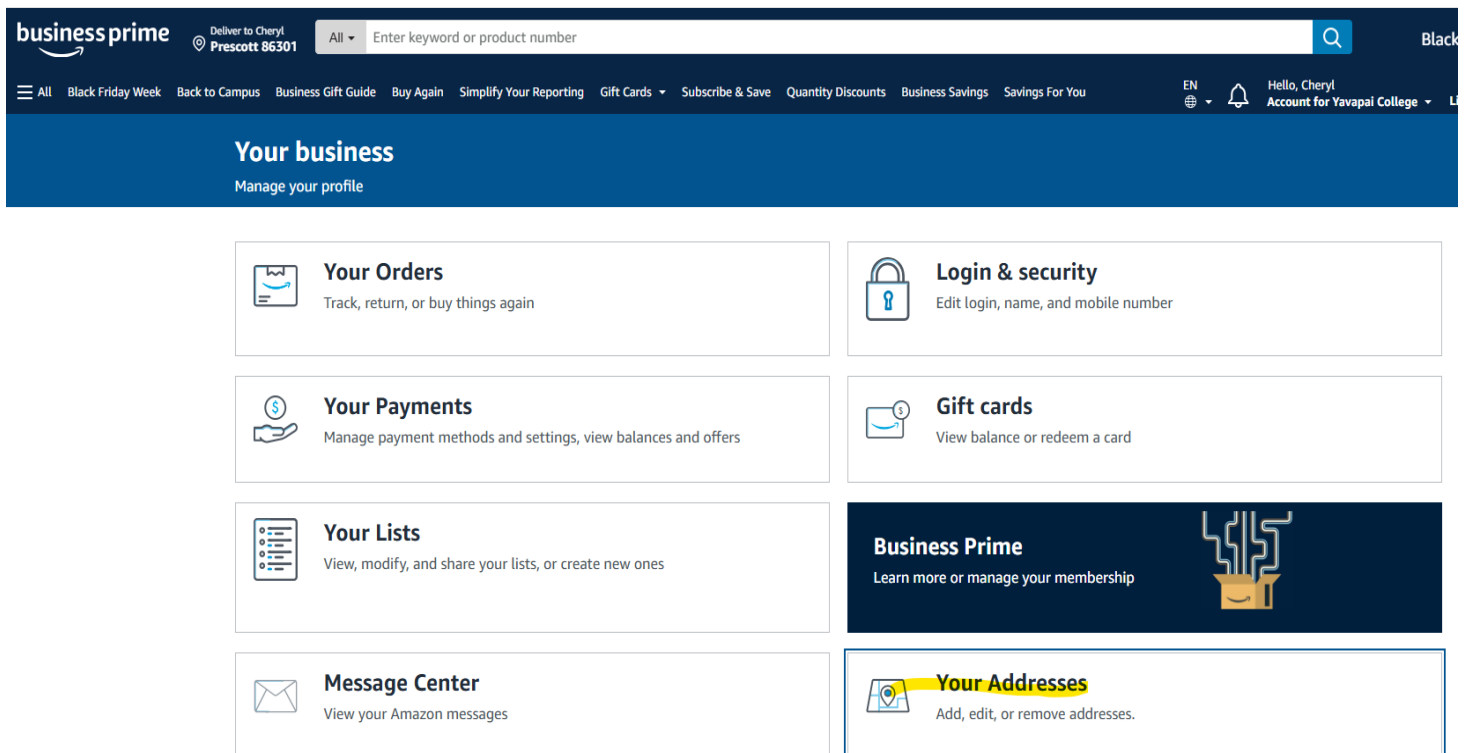 business prime
Deliver to Cheryl
Prescott 86301
All
Enter keyword or product number
Black
All Black Friday Week Back to Campus Business Gift Guide Buy Again Simplify Your Reporting Gift Cards Subscribe & Save Quantity Discounts Business Savings Savings For You
EN
Hello, Cheryl
Account for Yavapai College
Li
Your business
Manage your profile
Your Orders
Track, return, or buy things again
Login & security
Edit login, name, and mobile number
$
Your Payments
Manage payment methods and settings, view balances and offers
$
Gift cards
View balance or redeem a card
Your Lists
View, modify, and share your lists, or create new ones
Business Prime
Learn more or manage your membership
Message Center
View your Amazon messages
Your Addresses
Add, edit, or remove addresses.